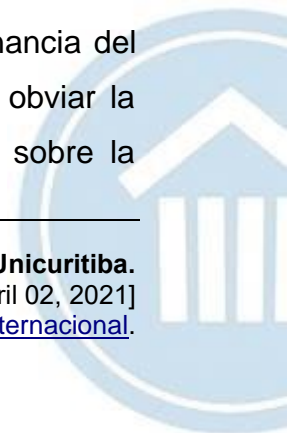 nancia del
obviar la
sobre la
Unicuritiba.
ril 02, 2021]
ternacional.